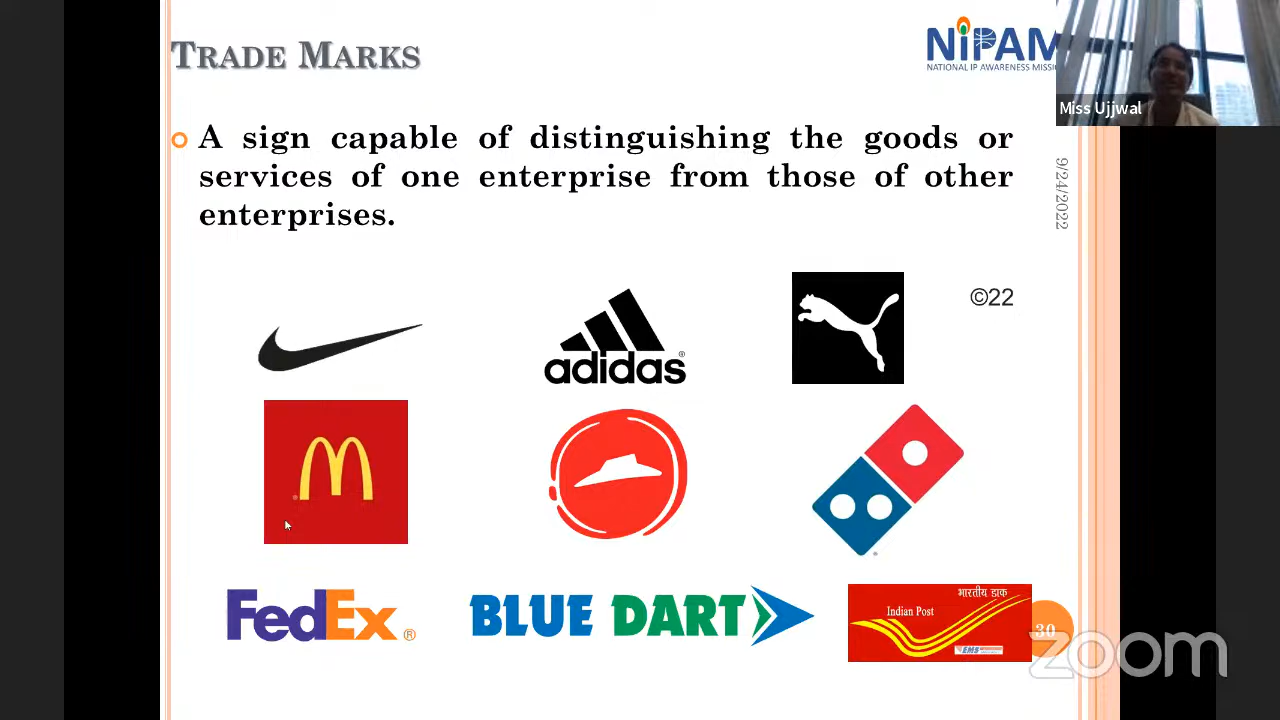 TRADE MARKS
NiPAM
NATIONAL IP AWARENESS MISSI
Miss Ujjwal
A sign capable of distinguishing the goods or
services of one enterprise from those of other
enterprises.
9/24/2022
©22
adidas®
FedEx®
BLUE DART
भारतीय डाक
Indian Post
EMS
30
zoom